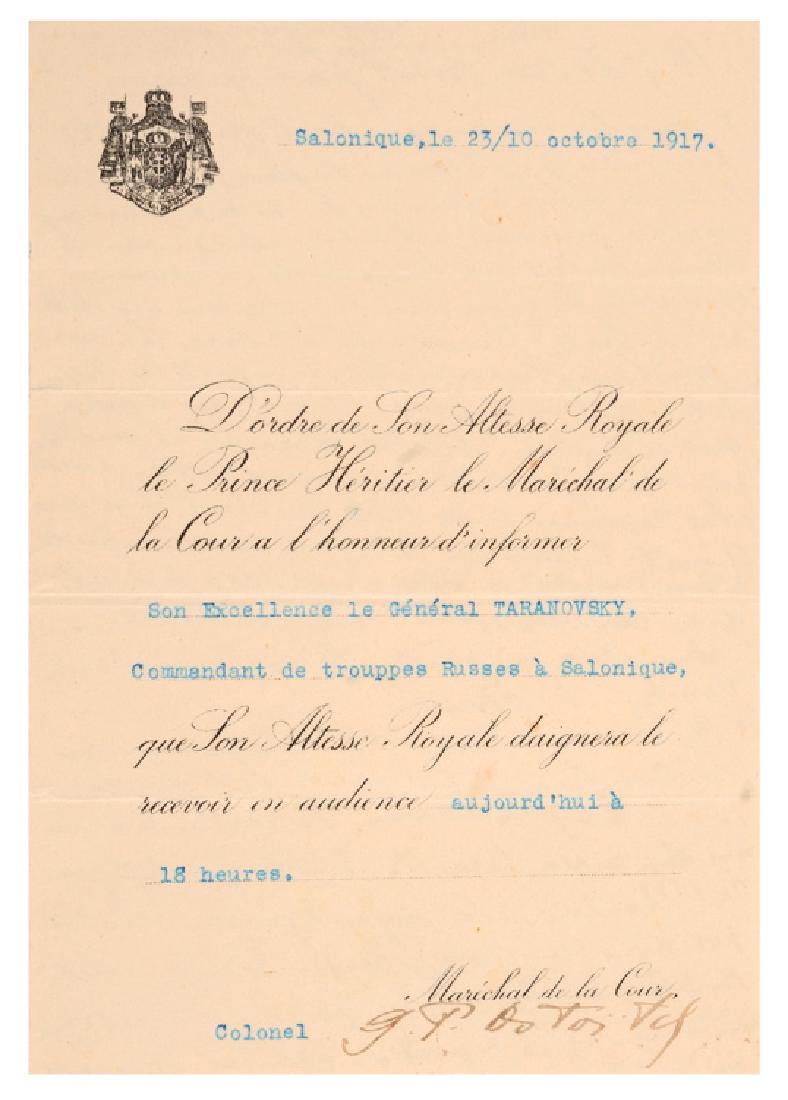 Salonique,le 23/10 octobre 1917.
D'ordre de Son Altesse Royale
le Prince Héritier le Maréchal de
la Cour a l'honneur d'informer
Son Excellence le Général TARANOVSKY,
Commandant de trouppes Russes à Salonique,
que Son Altesse Royale daignera le
recevoir en audience aujourd'hui à
18 heures.
Maréchal de la Cour,
Colonel